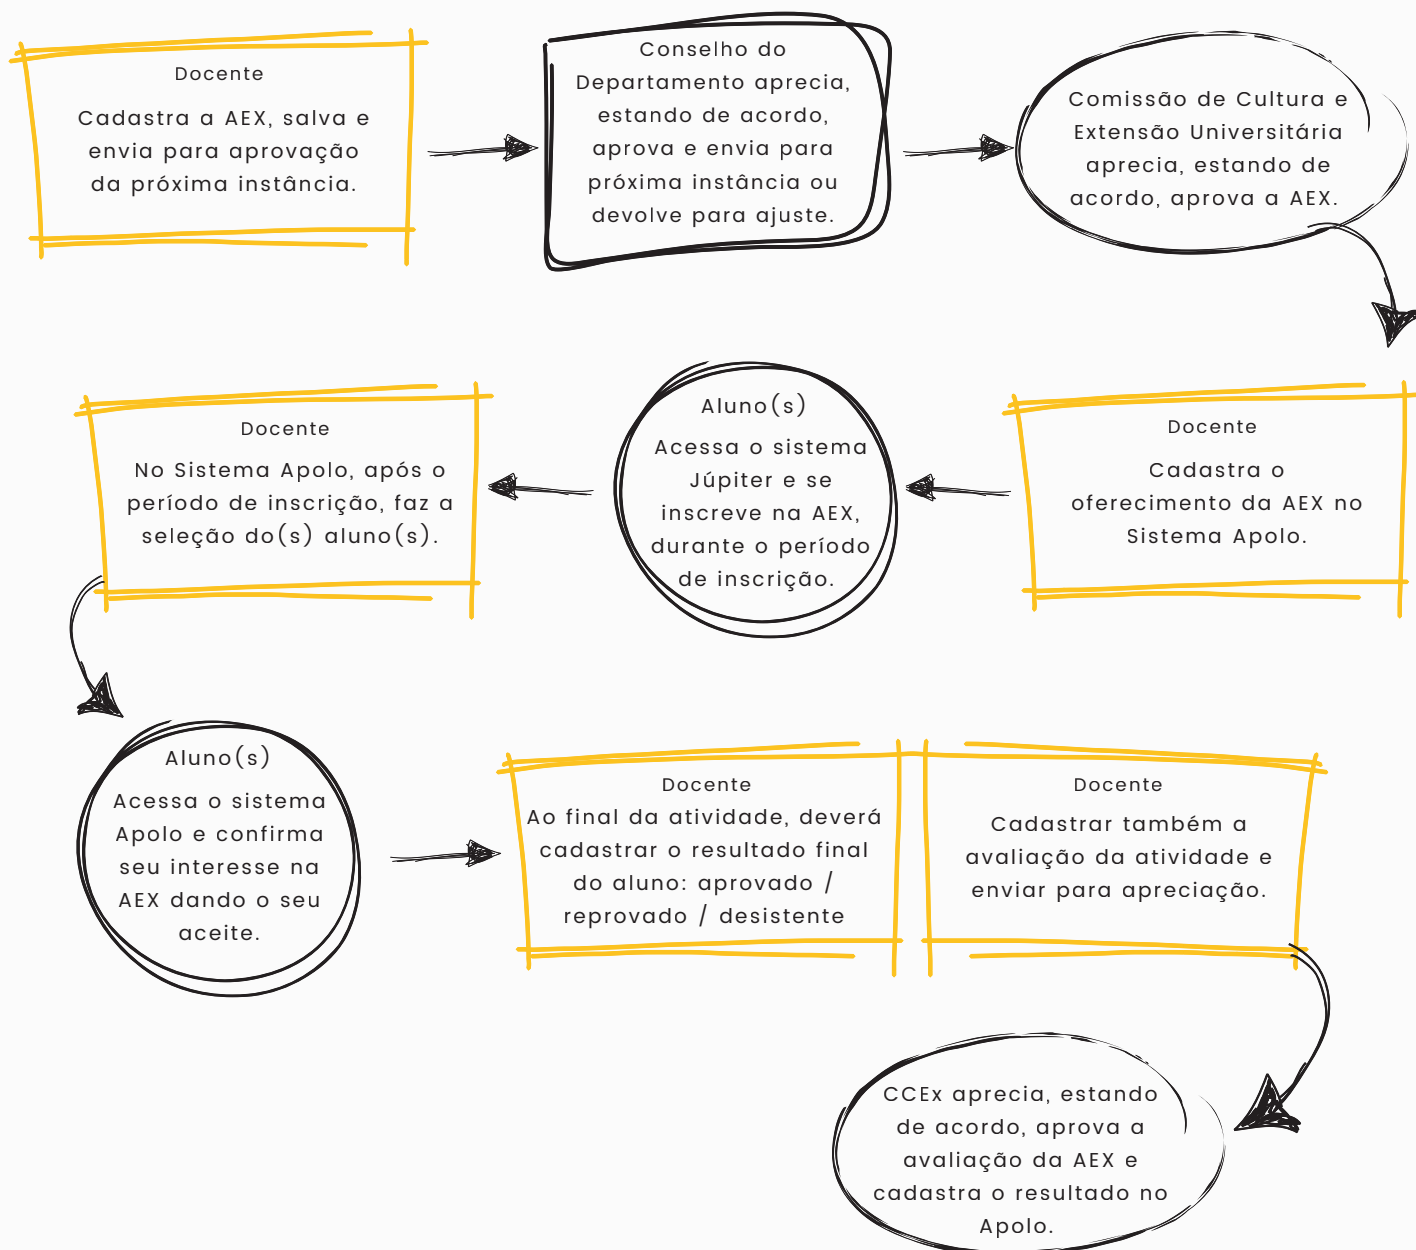 Docente
Cadastra a AEX, salva e
envia para aprovação
da próxima instância.
Conselho do
Departamento aprecia,
estando de acordo,
aprova e envia para
próxima instância ou
devolve para ajuste.
Comissão de Cultura e
Extensão Universitária
aprecia, estando de
acordo, aprova a AEX.
Docente
Cadastra o
oferecimento da AEX no
Sistema Apolo.
Aluno(s)
Acessa o sistema
Júpiter e se
inscreve na AEX,
durante o período
de inscrição.
Docente
No Sistema Apolo, após o
período de inscrição, faz a
seleção do(s) aluno(s).
Aluno(s)
Acessa o sistema
Apolo e confirma
seu interesse na
AEX dando o seu
aceite.
Docente
Ao final da atividade, deverá
cadastrar o resultado final
do aluno: aprovado /
reprovado / desistente
Docente
Cadastrar também a
avaliação da atividade e
enviar para apreciação.
CCEx aprecia, estando
de acordo, aprova a
avaliação da AEX e
cadastra o resultado no
Apolo.